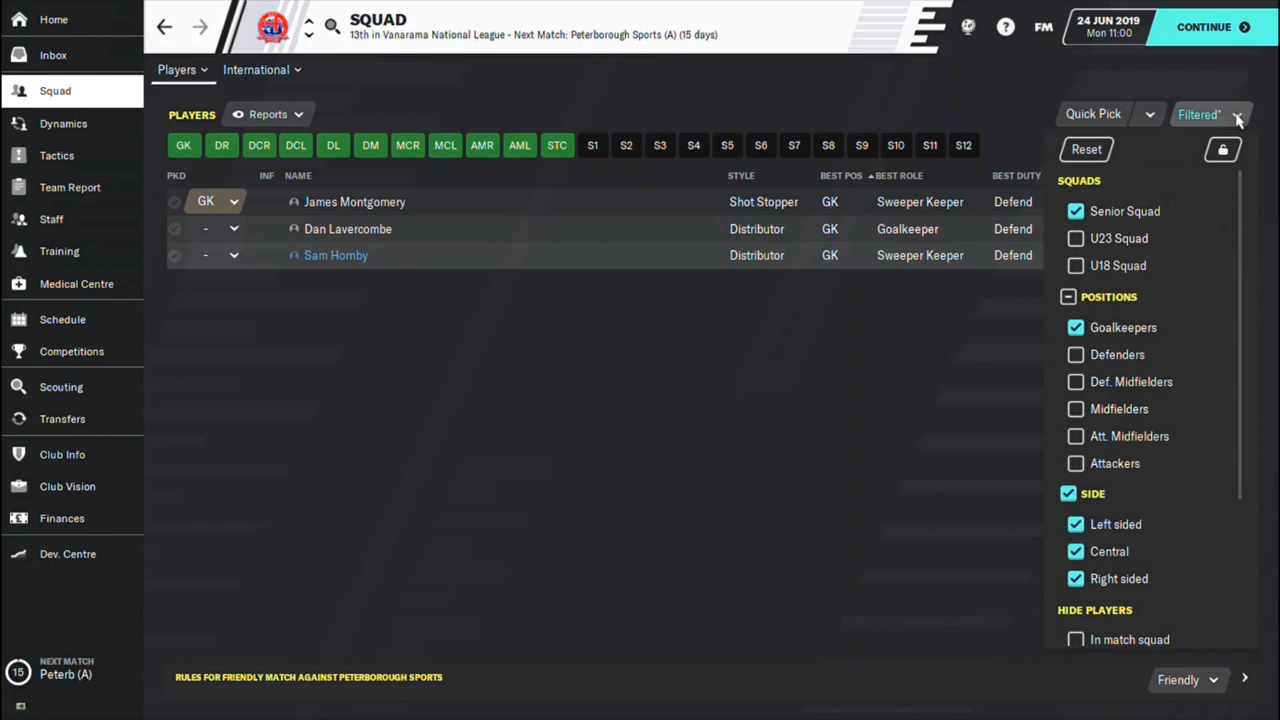 Home
Inbox
Squad
Dynamics
Tactics
Team Report
Staff
Training
Medical Centre
Schedule
Competitions
Scouting
Transfers
Club Info
Club Vision
Finances
Dev. Centre
15 NEXT MATCH
Peterb (A)
SQUAD
13th in Vanarama National League - Next Match: Peterborough Sports (A) (15 days)
? FM 24 JUN 2019
Mon 11:00
CONTINUE
Players International
PLAYERS Reports Quick Pick Filtered*
GK DR DCR DCL DL DM MCR MCL AMR AML STC S1 S2 S3 S4 S5 S6 S7 S8 S9 S10 S11 S12
PKD INF NAME STYLE BEST POS BEST ROLE BEST DUTY
GK James Montgomery Shot Stopper GK Sweeper Keeper Defend
- Dan Lavercombe Distributor GK Goalkeeper Defend
- Sam Hornby Distributor GK Sweeper Keeper Defend
Reset
SQUADS
Senior Squad
U23 Squad
U18 Squad
POSITIONS
Goalkeepers
Defenders
Def. Midfielders
Midfielders
Att. Midfielders
Attackers
SIDE
Left sided
Central
Right sided
HIDE PLAYERS
In match squad
RULES FOR FRIENDLY MATCH AGAINST PETERBOROUGH SPORTS
Friendly